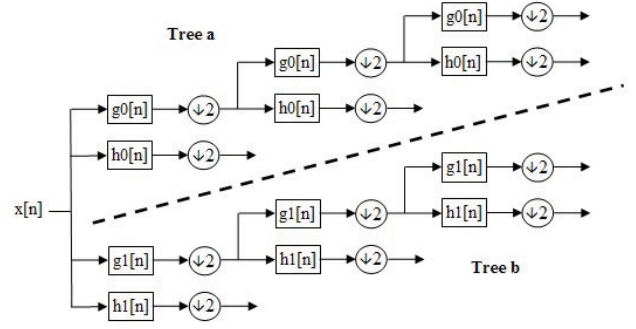 g0[n] ↓2
Tree a
g0[n] ↓2 h0[n] ↓2
g0[n] ↓2 h0[n] ↓2
h0[n] ↓2
g1[n] ↓2
x[n] g1[n] ↓2 h1[n] ↓2
g1[n] ↓2 h1[n] ↓2 Tree b
h1[n] ↓2